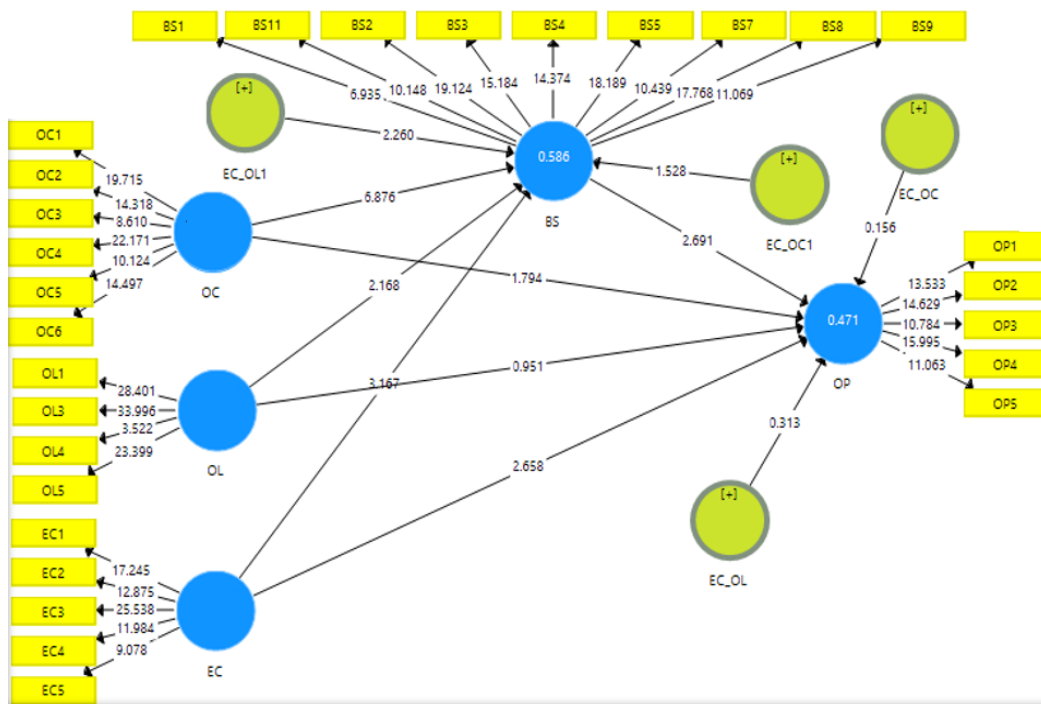 BS1 BS11 BS2 BS3 BS4 BS5 BS7 BS8 BS9
6.935 10.148 19.124 15.184 14.374 18.189 10.439 17.768 11.069
[+]
EC_OL1
2.260
0.586
BS
1.528
[+]
EC_OC1
[+]
EC_OC
0.156
OC1
OC2
OC3
OC4
OC5
OC6
19.715
14.318
8.610
22.171
10.124
14.497
OC
6.876
1.794
2.691
OL1
OL3
OL4
OL5
28.401
33.996
3.522
23.399
OL
2.168
0.951
EC1
EC2
EC3
EC4
EC5
17.245
12.875
25.538
11.984
9.078
EC
3.167
2.658
0.471
OP
13.533
14.629
10.784
15.995
11.063
OP1
OP2
OP3
OP4
OP5
0.313
[+]
EC_OL